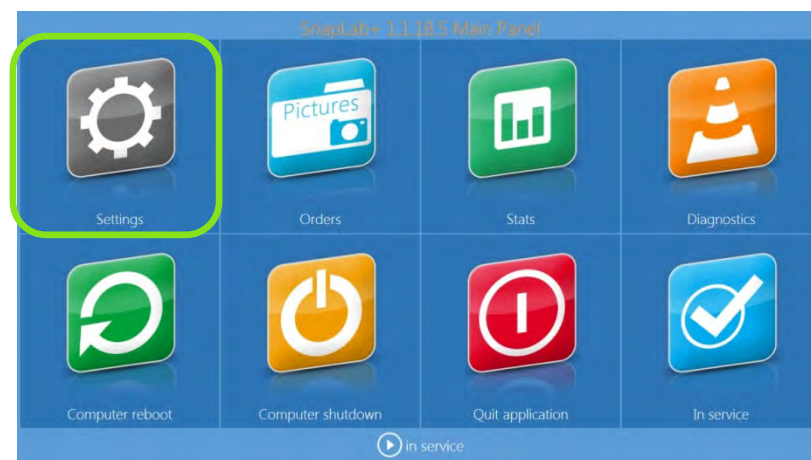 SnapLab+ 1.1.18.5 Main Panel
Pictures
Settings
Orders
Stats
Diagnostics
Computer reboot
Computer shutdown
Quit application
In service
in service